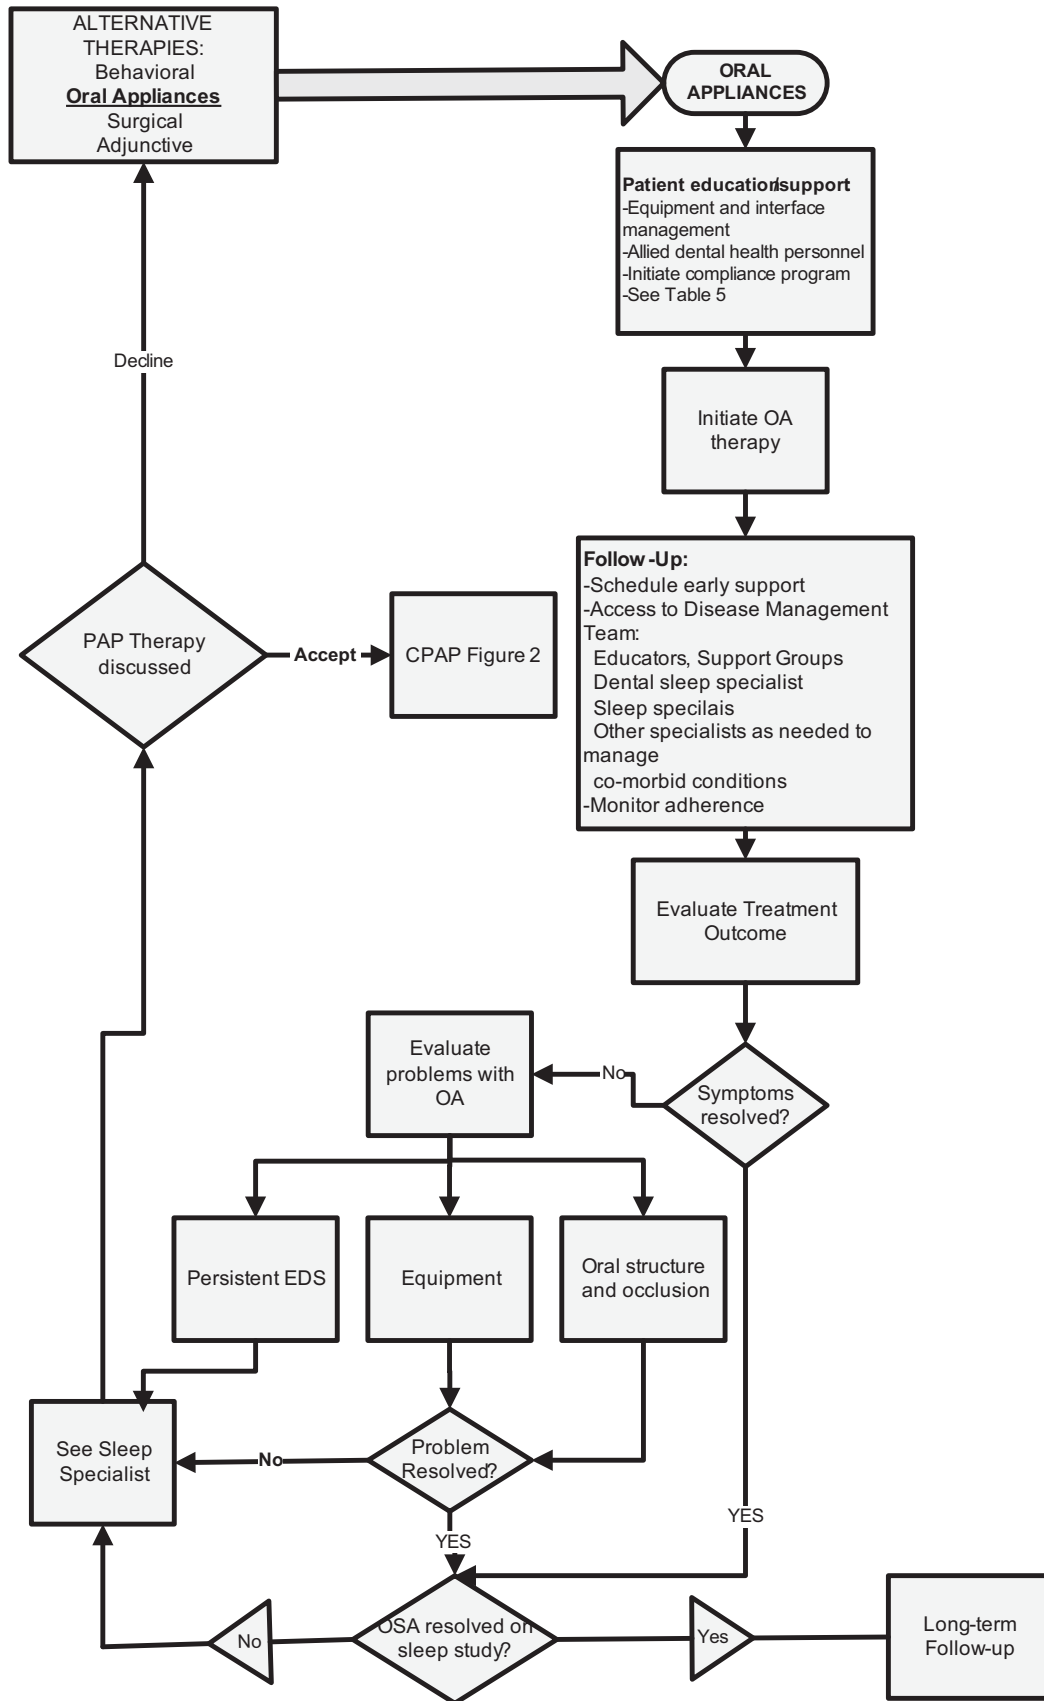 ALTERNATIVE
THERAPIES:
Behavioral
Oral Appliances
Surgical
Adjunctive
ORAL
APPLIANCES
Patient education/support
-Equipment and interface
management
-Allied dental health personnel
-Initiate compliance program
-See Table 5
Decline
Initiate OA
therapy
Follow-Up:
-Schedule early support
-Access to Disease Management
Team:
Educators, Support Groups
Dental sleep specialist
Sleep specilais
Other specialists as needed to
manage
co-morbid conditions
-Monitor adherence
PAP Therapy
discussed
Accept
CPAP Figure 2
Evaluate Treatment
Outcome
Evaluate
problems with
OA
No
Symptoms
resolved?
Persistent EDS
Equipment
Oral structure
and occlusion
See Sleep
Specialist
No
Problem
Resolved?
YES
YES
No
OSA resolved on
sleep study?
Yes
Long-term
Follow-up